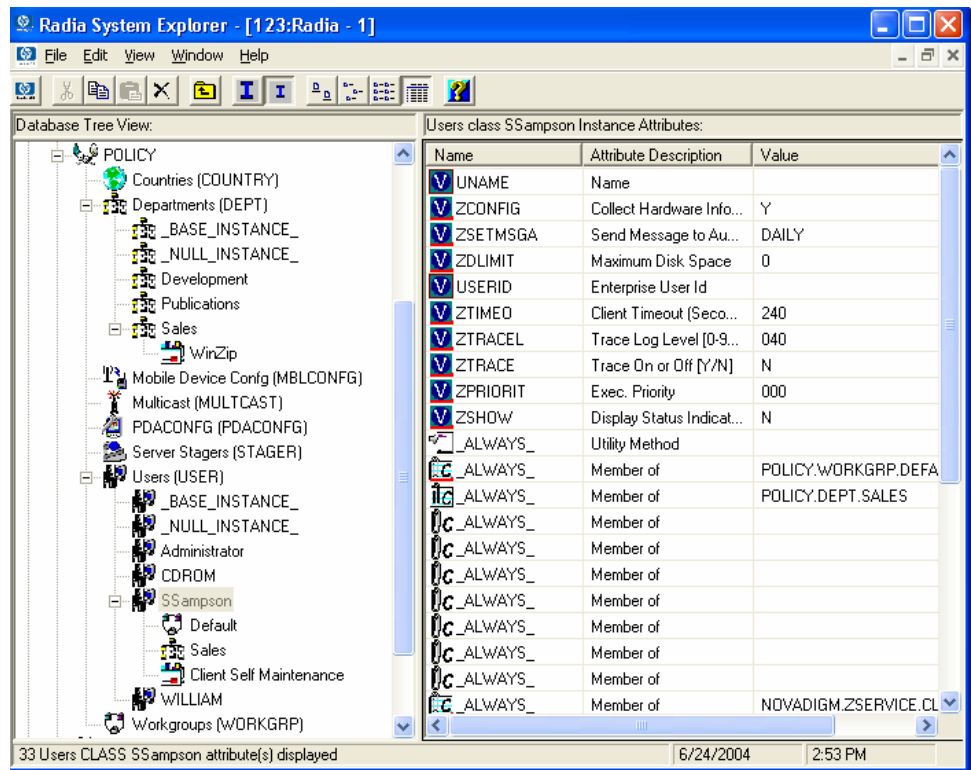 Radia System Explorer - [123:Radia - 1]
File Edit View Window Help
Database Tree View:
POLICY
Countries (COUNTRY)
Departments (DEPT)
_BASE_INSTANCE_
_NULL_INSTANCE_
Development
Publications
Sales
WinZip
Mobile Device Confg (MBLCONFG)
Multicast (MULTCAST)
PDACONFG (PDACONFG)
Server Stagers (STAGER)
Users (USER)
_BASE_INSTANCE_
_NULL_INSTANCE_
Administrator
CDROM
SSampson
Default
Sales
Client Self Maintenance
WILLIAM
Workgroups (WORKGRP)
Users class SSampson Instance Attributes:
Name Attribute Description Value
UNAME Name
ZCONFIG Collect Hardware Info... Y
ZSETMSGA Send Message to Au... DAILY
ZDLIMIT Maximum Disk Space 0
USERID Enterprise User Id
ZTIMEO Client Timeout (Seco... 240
ZTRACEL Trace Log Level [0-9... 040
ZTRACE Trace On or Off [Y/N] N
ZPRIORIT Exec. Priority 000
ZSHOW Display Status Indicat... N
_ALWAYS_ Utility Method
_ALWAYS_ Member of POLICY.WORKGRP.DEFA
_ALWAYS_ Member of POLICY.DEPT.SALES
_ALWAYS_ Member of
_ALWAYS_ Member of
_ALWAYS_ Member of
_ALWAYS_ Member of
_ALWAYS_ Member of
_ALWAYS_ Member of
_ALWAYS_ Member of
_ALWAYS_ Member of NOVADIGM.ZSERVICE.CL
33 Users CLASS SSampson attribute(s) displayed 6/24/2004 2:53 PM